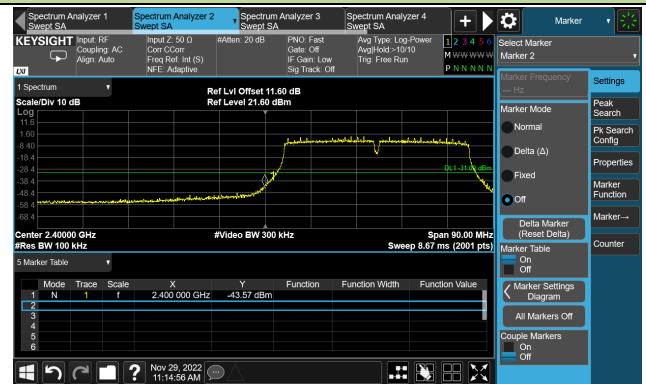 Spectrum Analyzer 1
Swept SA
Spectrum Analyzer 2
Swept SA
Spectrum Analyzer 3
Swept SA
Spectrum Analyzer 4
Swept SA
+
Marker
KEYSIGHT
LXI
Input: RF
Coupling: AC
Align: Auto
Input Z: 50 Ω
Corr CCorr
Freq Ref: Int (S)
NFE: Adaptive
#Atten: 20 dB
PNO: Fast
Gate: Off
IF Gain: Low
Sig Track: Off
Avg Type: Log-Power
Avg|Hold:>10/10
Trig: Free Run
1 2 3 4 5 6
M W W W W W
P N N N N N
Select Marker
Marker 2
1 Spectrum
Scale/Div 10 dB
Ref Lvl Offset 11.60 dB
Ref Level 21.60 dBm
Log
11.6
1.60
-8.40
-18.4
-28.4
-38.4
-48.4
-58.4
-68.4
1
Center 2.40000 GHz
#Res BW 100 kHz
#Video BW 300 kHz
Span 90.00 MHz
Sweep 8.67 ms (2001 pts)
5 Marker Table
Mode Trace Scale X Y Function Function Width Function Value
1 N 1 f 2.400 000 GHz -43.57 dBm
2
3
4
5
6
Marker Frequency
--- Hz
Marker Mode
Normal
Delta (Δ)
Fixed
Off
Delta Marker
(Reset Delta)
Marker Table
On
Off
Marker Settings
Diagram
All Markers Off
Couple Markers
On
Off
Settings
Peak
Search
Pk Search
Config
Properties
Marker
Function
Marker→
Counter
?
Nov 29, 2022
11:14:56 AM